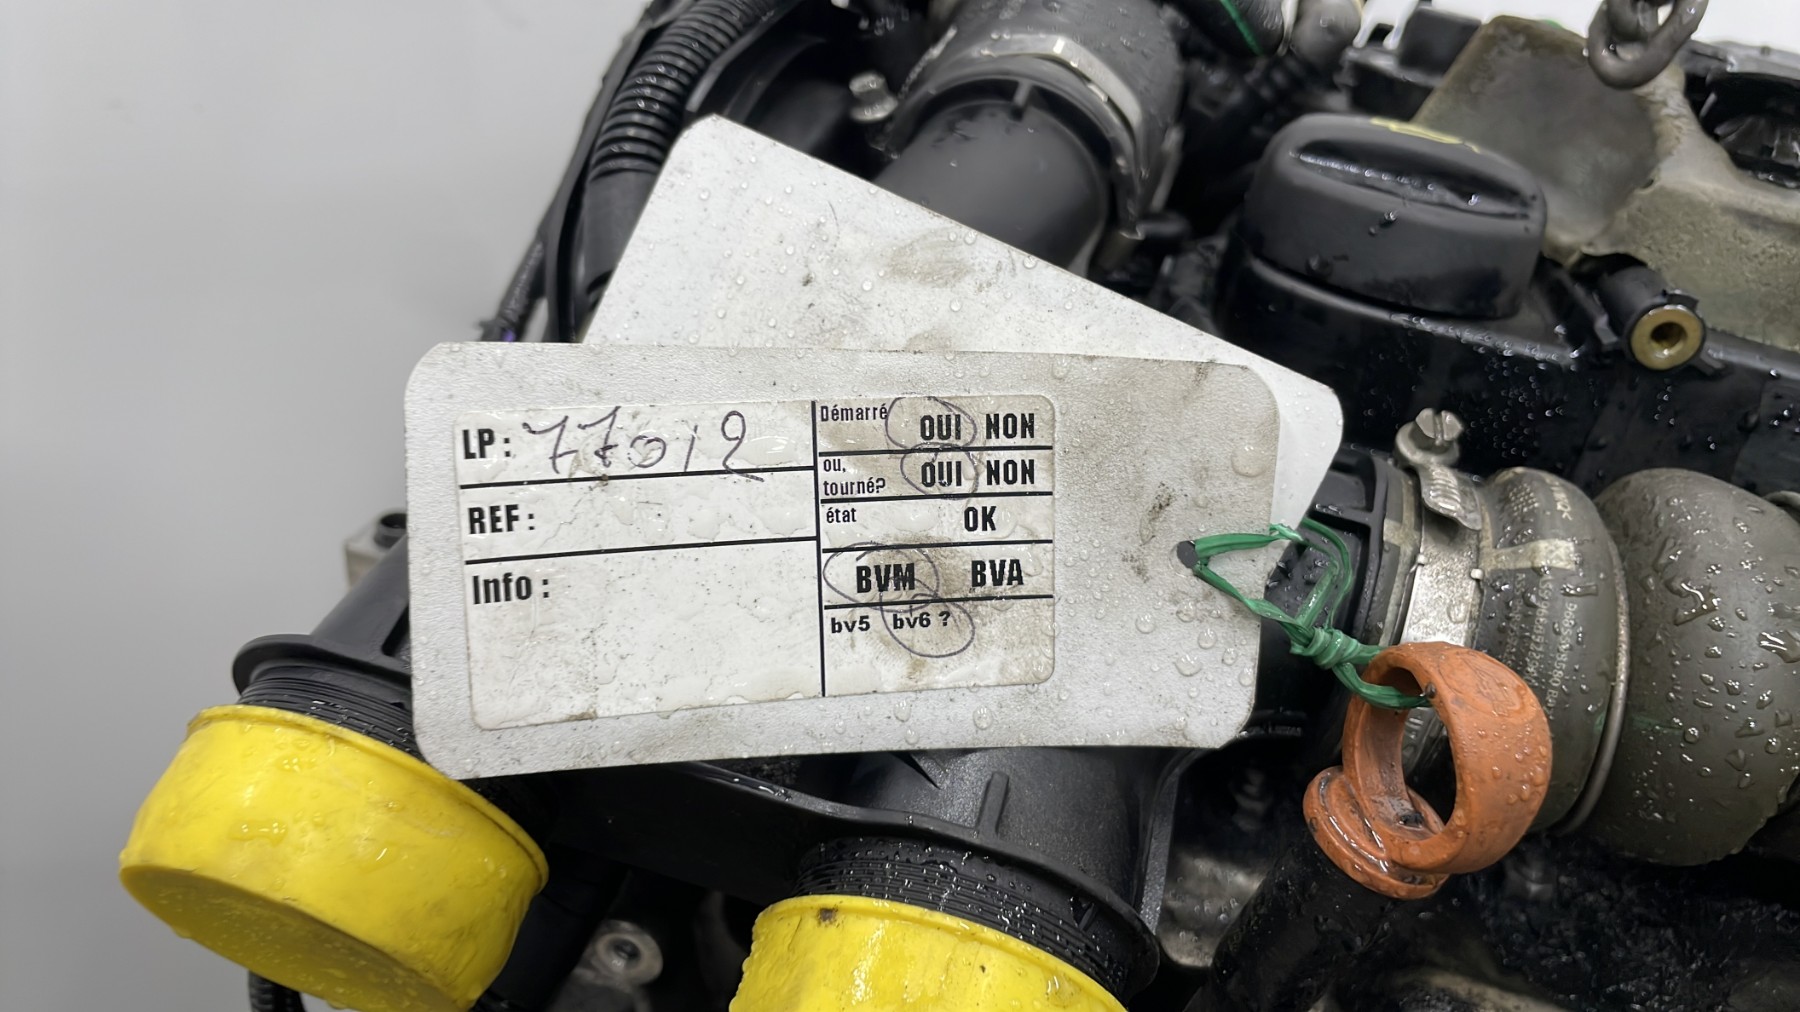 LP: 77012
REF:
Info:
Démarré OUI NON
ou, tourné? OUI NON
état OK
BVM BVA
bv5 bv6 ?